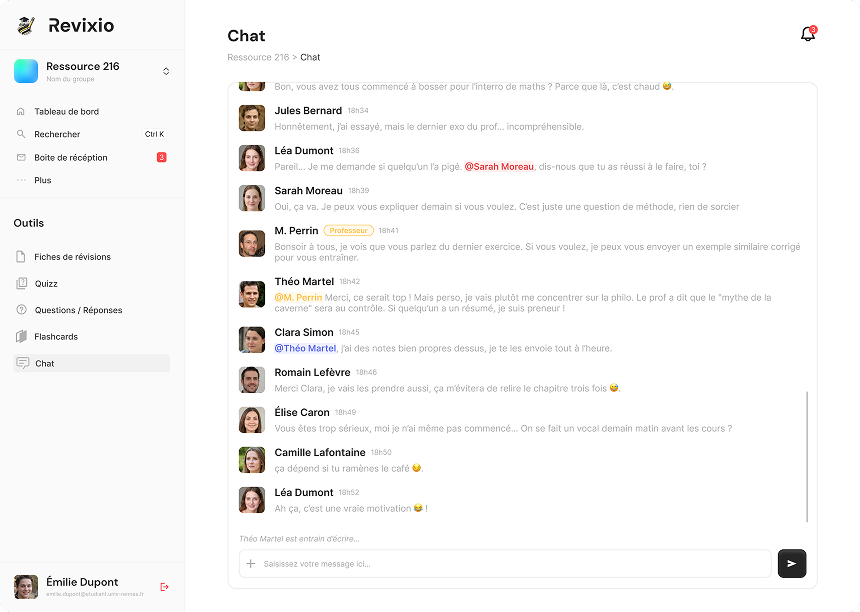 Revixio
Ressource 216
Nom du groupe
Tableau de bord
Rechercher
Ctrl K
Boite de récéption
3
Plus
Outils
Fiches de révisions
Quizz
Questions / Réponses
Flashcards
Chat
Émilie Dupont
emilie.dupont@etudiant.univ-rennes.fr
Chat
3
Ressource 216 > Chat
Bon, vous avez tous commencé à bosser pour l'interro de maths ? Parce que là, c'est chaud 😅.
Jules Bernard 18h34
Honnêtement, j'ai essayé, mais le dernier exo du prof... incompréhensible.
Léa Dumont 18h36
Pareil... Je me demande si quelqu'un l'a pigé. @Sarah Moreau, dis-nous que tu as réussi à le faire, toi ?
Sarah Moreau 18h39
Oui, ça va. Je peux vous expliquer demain si vous voulez. C'est juste une question de méthode, rien de sorcier
M. Perrin Professeur 18h41
Bonsoir à tous, je vois que vous parlez du dernier exercice. Si vous voulez, je peux vous envoyer un exemple similaire corrigé
pour vous entraîner.
Théo Martel 18h42
@M. Perrin Merci, ce serait top ! Mais perso, je vais plutôt me concentrer sur la philo. Le prof a dit que le "mythe de la
caverne" sera au contrôle. Si quelqu'un a un résumé, je suis preneur !
Clara Simon 18h45
@Théo Martel, j'ai des notes bien propres dessus, je te les envoie tout à l'heure.
Romain Lefèvre 18h46
Merci Clara, je vais les prendre aussi, ça m'évitera de relire le chapitre trois fois 😅.
Élise Caron 18h49
Vous êtes trop sérieux, moi je n'ai même pas commencé... On se fait un vocal demain matin avant les cours ?
Camille Lafontaine 18h50
ça dépend si tu ramènes le café 😏.
Léa Dumont 18h52
Ah ça, c'est une vraie motivation 😂 !
Théo Martel est entrain d'écrire...
Saisissez votre message ici...